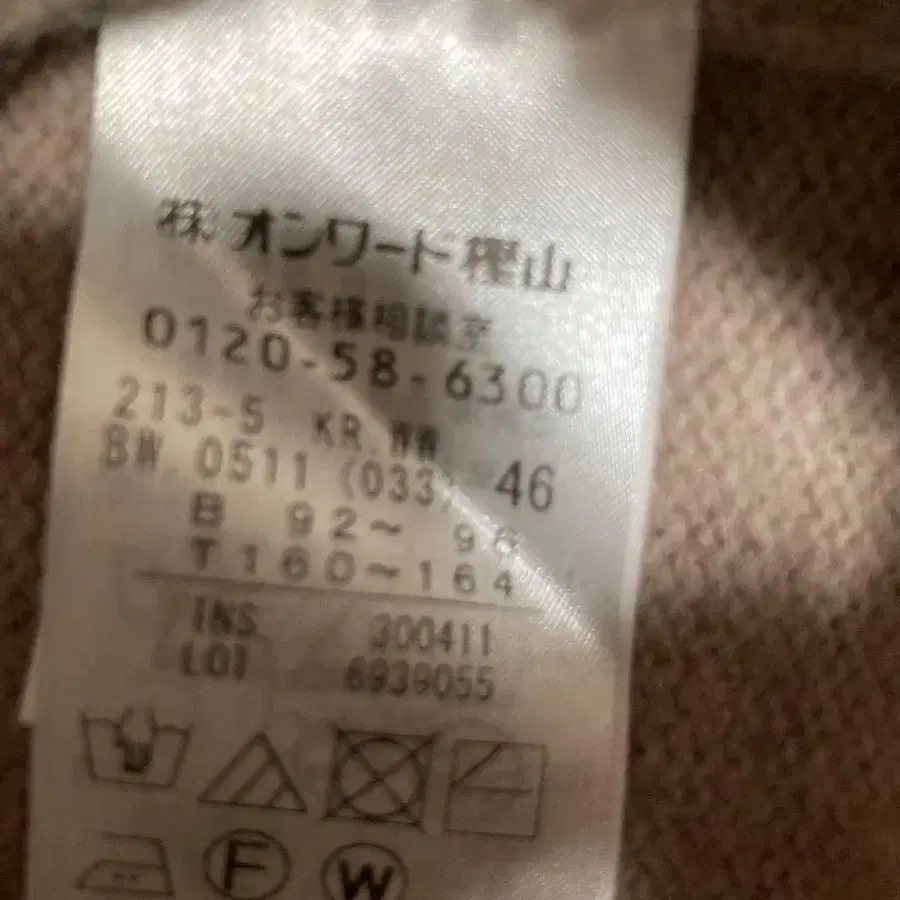 株 オンワード樫山
お客様相談室
0120-58-6300
213-5 KR.WW
BW 0511 (033) 46
B 92~96
T160~164
INS 300411
LOT 6939055
F W